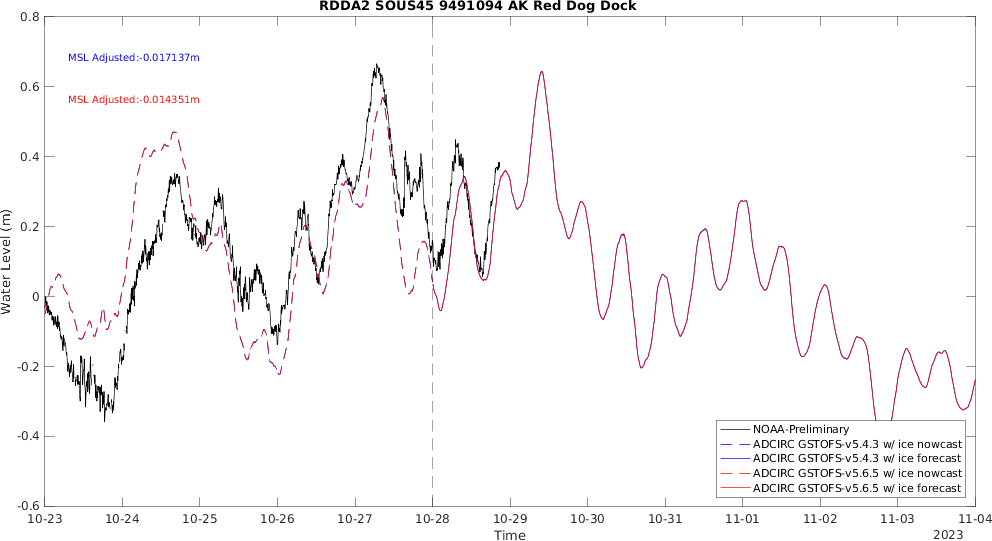 RDDA2 SOUS45 9491094 AK Red Dog Dock
0.8
0.6
0.4
0.2
0
-0.2
-0.4
-0.6
Water Level (m)
MSL Adjusted:-0.017137m
MSL Adjusted:-0.014351m
NOAA-Preliminary
ADCIRC GSTOFS-v5.4.3 w/ ice nowcast
ADCIRC GSTOFS-v5.4.3 w/ ice forecast
ADCIRC GSTOFS-v5.6.5 w/ ice nowcast
ADCIRC GSTOFS-v5.6.5 w/ ice forecast
10-23 10-24 10-25 10-26 10-27 10-28 10-29 10-30 10-31 11-01 11-02 11-03 11-04
Time
2023